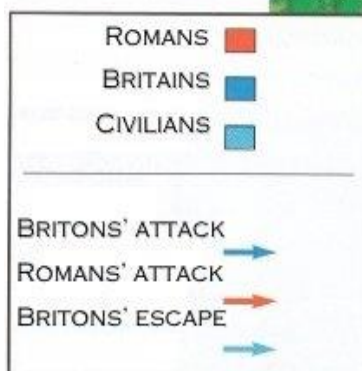 ROMANS
BRITAINS
CIVILIANS
BRITONS' ATTACK
ROMANS' ATTACK
BRITONS' ESCAPE